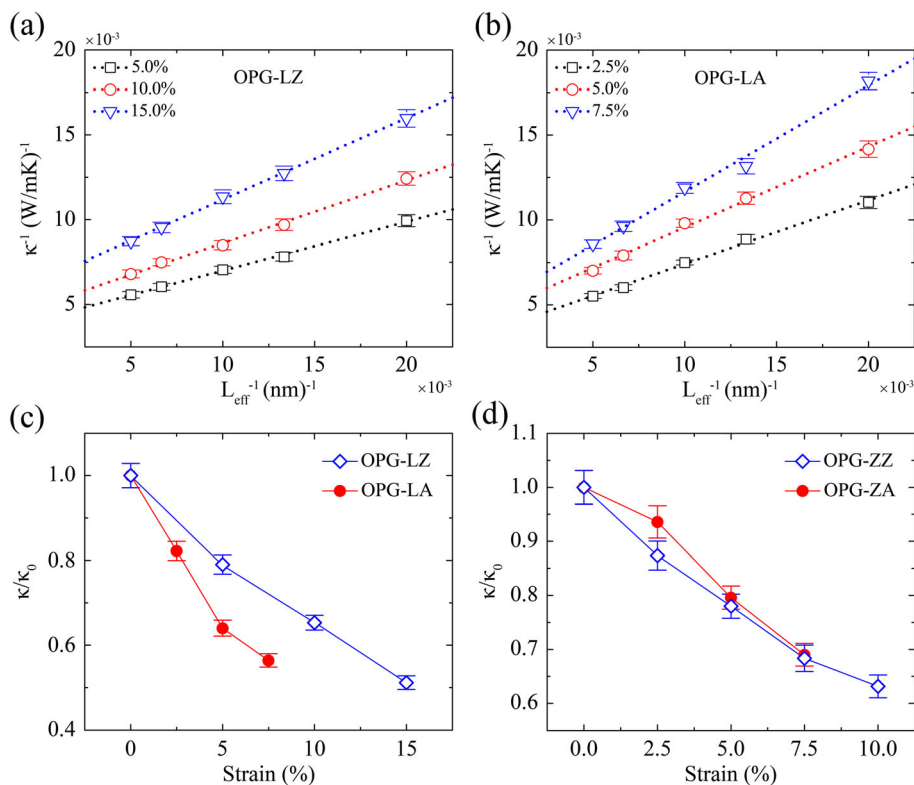 (a)
×10⁻³
20
15
10
5
κ⁻¹ (W/mK)⁻¹
5.0%
10.0%
15.0%
OPG-LZ
5 10 15 20
L_eff⁻¹ (nm)⁻¹ ×10⁻³
(b)
×10⁻³
20
15
10
5
κ⁻¹ (W/mK)⁻¹
2.5%
5.0%
7.5%
OPG-LA
5 10 15 20
L_eff⁻¹ (nm)⁻¹ ×10⁻³
(c)
1.0
0.8
0.6
0.4
κ/κ₀
OPG-LZ
OPG-LA
0 5 10 15
Strain (%)
(d)
1.1
1.0
0.9
0.8
0.7
0.6
κ/κ₀
OPG-ZZ
OPG-ZA
0.0 2.5 5.0 7.5 10.0
Strain (%)